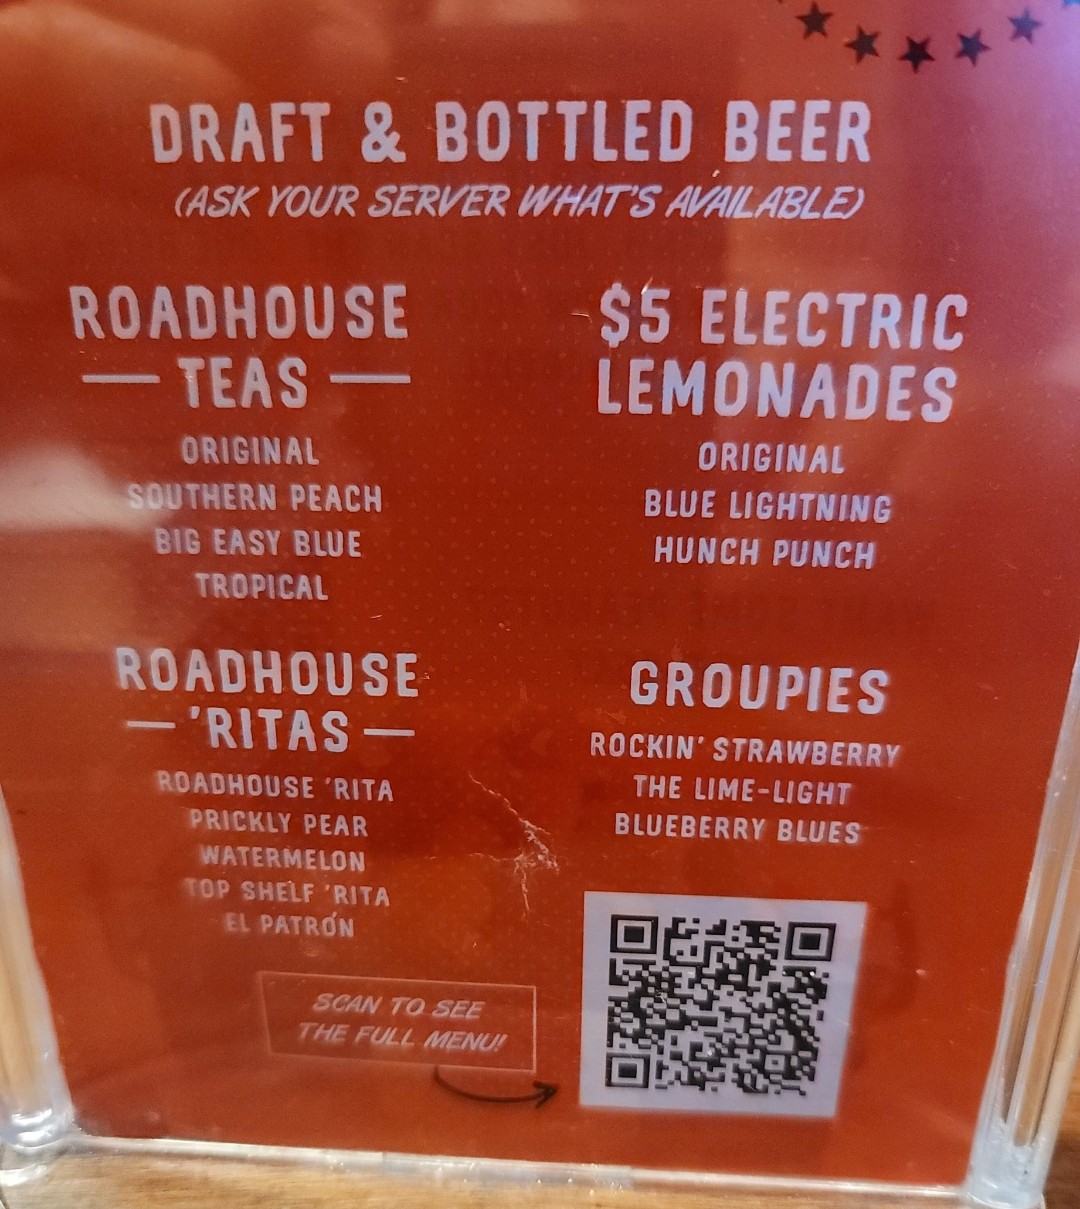 DRAFT & BOTTLED BEER
(ASK YOUR SERVER WHAT'S AVAILABLE)
ROADHOUSE
TEAS
ORIGINAL
SOUTHERN PEACH
BIG EASY BLUE
TROPICAL
$5 ELECTRIC
LEMONADES
ORIGINAL
BLUE LIGHTNING
HUNCH PUNCH
ROADHOUSE
'RITAS
ROADHOUSE 'RITA
PRICKLY PEAR
WATERMELON
TOP SHELF 'RITA
EL PATRÓN
GROUPIES
ROCKIN' STRAWBERRY
THE LIME-LIGHT
BLUEBERRY BLUES
SCAN TO SEE
THE FULL MENU!